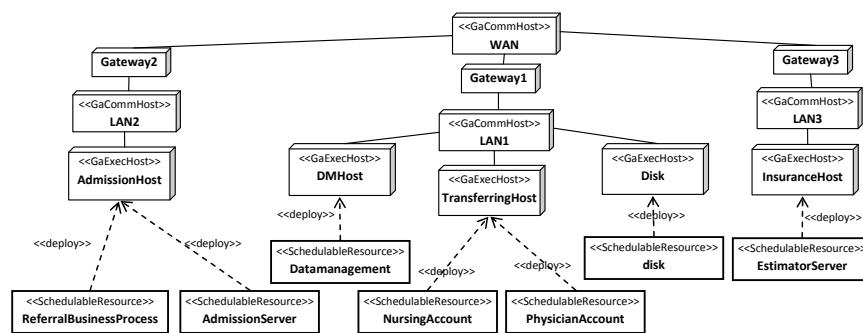 <<GaCommHost>>
WAN
Gateway2
Gateway1
Gateway3
<<GaCommHost>>
LAN2
<<GaCommHost>>
LAN1
<<GaCommHost>>
LAN3
<<GaExecHost>>
AdmissionHost
<<GaExecHost>>
DMHost
<<GaExecHost>>
TransferringHost
<<GaExecHost>>
Disk
<<GaExecHost>>
InsuranceHost
<<deploy>>
<<deploy>>
<<deploy>>
<<deploy>>
<<deploy>>
<<deploy>>
<<deploy>>
<<SchedulableResource>>
Datamanagement
<<SchedulableResource>>
disk
<<SchedulableResource>>
EstimatorServer
<<SchedulableResource>>
ReferralBusinessProcess
<<SchedulableResource>>
AdmissionServer
<<SchedulableResource>>
NursingAccount
<<SchedulableResource>>
PhysicianAccount